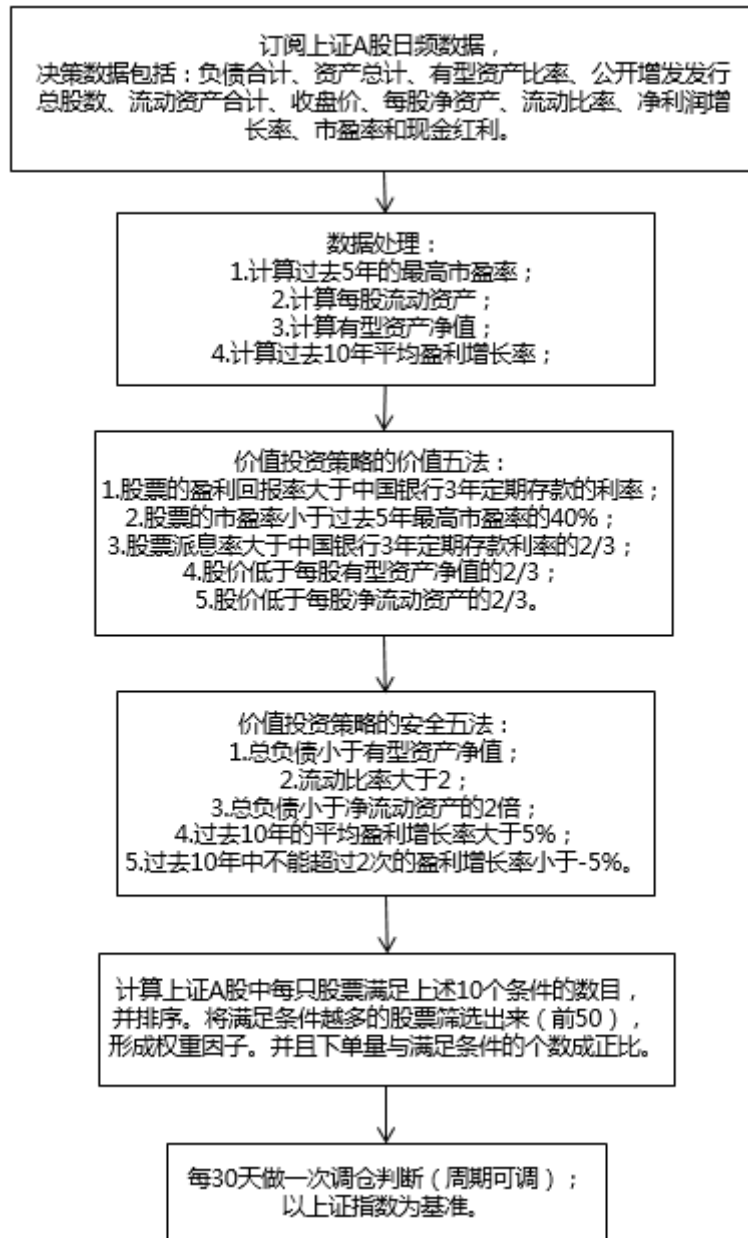 订阅上证A股日频数据，
决策数据包括：负债合计、资产总计、有型资产比率、公开增发发行
总股数、流动资产合计、收盘价、每股净资产、流动比率、净利润增
长率、市盈率和现金红利。
数据处理：
1.计算过去5年的最高市盈率；
2.计算每股流动资产；
3.计算有型资产净值；
4.计算过去10年平均盈利增长率；
价值投资策略的价值五法：
1.股票的盈利回报率大于中国银行3年定期存款的利率；
2.股票的市盈率小于过去5年最高市盈率的40%；
3.股票派息率大于中国银行3年定期存款利率的2/3；
4.股价低于每股有型资产净值的2/3；
5.股价低于每股净流动资产的2/3。
价值投资策略的安全五法：
1.总负债小于有型资产净值；
2.流动比率大于2；
3.总负债小于净流动资产的2倍；
4.过去10年的平均盈利增长率大于5%；
5.过去10年中不能超过2次的盈利增长率小于-5%。
计算上证A股中每只股票满足上述10个条件的数目，
并排序。将满足条件越多的股票筛选出来（前50），
形成权重因子。并且下单量与满足条件的个数成正比。
每30天做一次调仓判断（周期可调）；
以上证指数为基准。